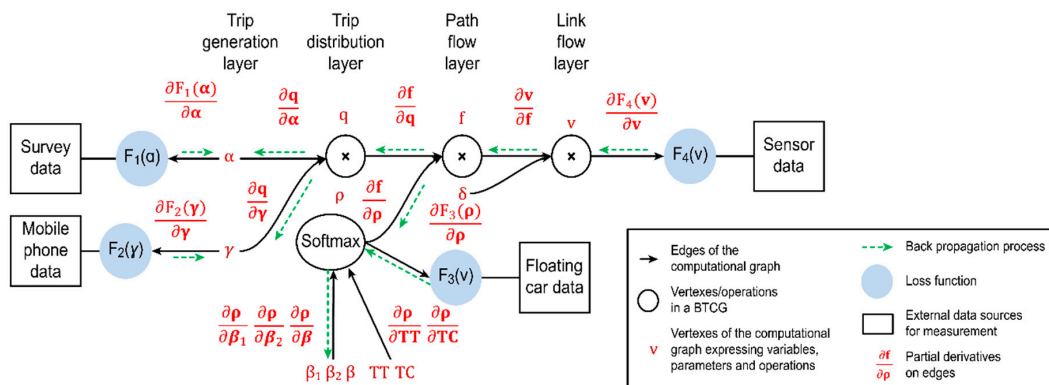 Trip
generation
layer
Trip
distribution
layer
Path
flow
layer
Link
flow
layer
∂F₁(α)
∂α
∂q
∂α
q
∂f
∂q
f
∂v
∂f
v
∂F₄(v)
∂v
Survey
data
F₁(α)
α
×
×
×
F₄(v)
Sensor
data
∂q
∂γ
ρ
∂f
∂ρ
δ
Mobile
phone
data
F₂(γ)
∂F₂(γ)
∂γ
γ
Softmax
∂F₃(ρ)
∂ρ
F₃(v)
Floating
car data
∂ρ ∂ρ ∂ρ
∂β₁ ∂β₂ ∂β
∂ρ ∂ρ
∂TT ∂TC
β₁ β₂ β TT TC
Edges of the
computational graph
Vertexes/operations
in a BTCG
v
Vertexes of the computational
graph expressing variables,
parameters and operations
Back propagation process
Loss function
External data sources
for measurement
∂f
∂ρ
Partial derivatives
on edges